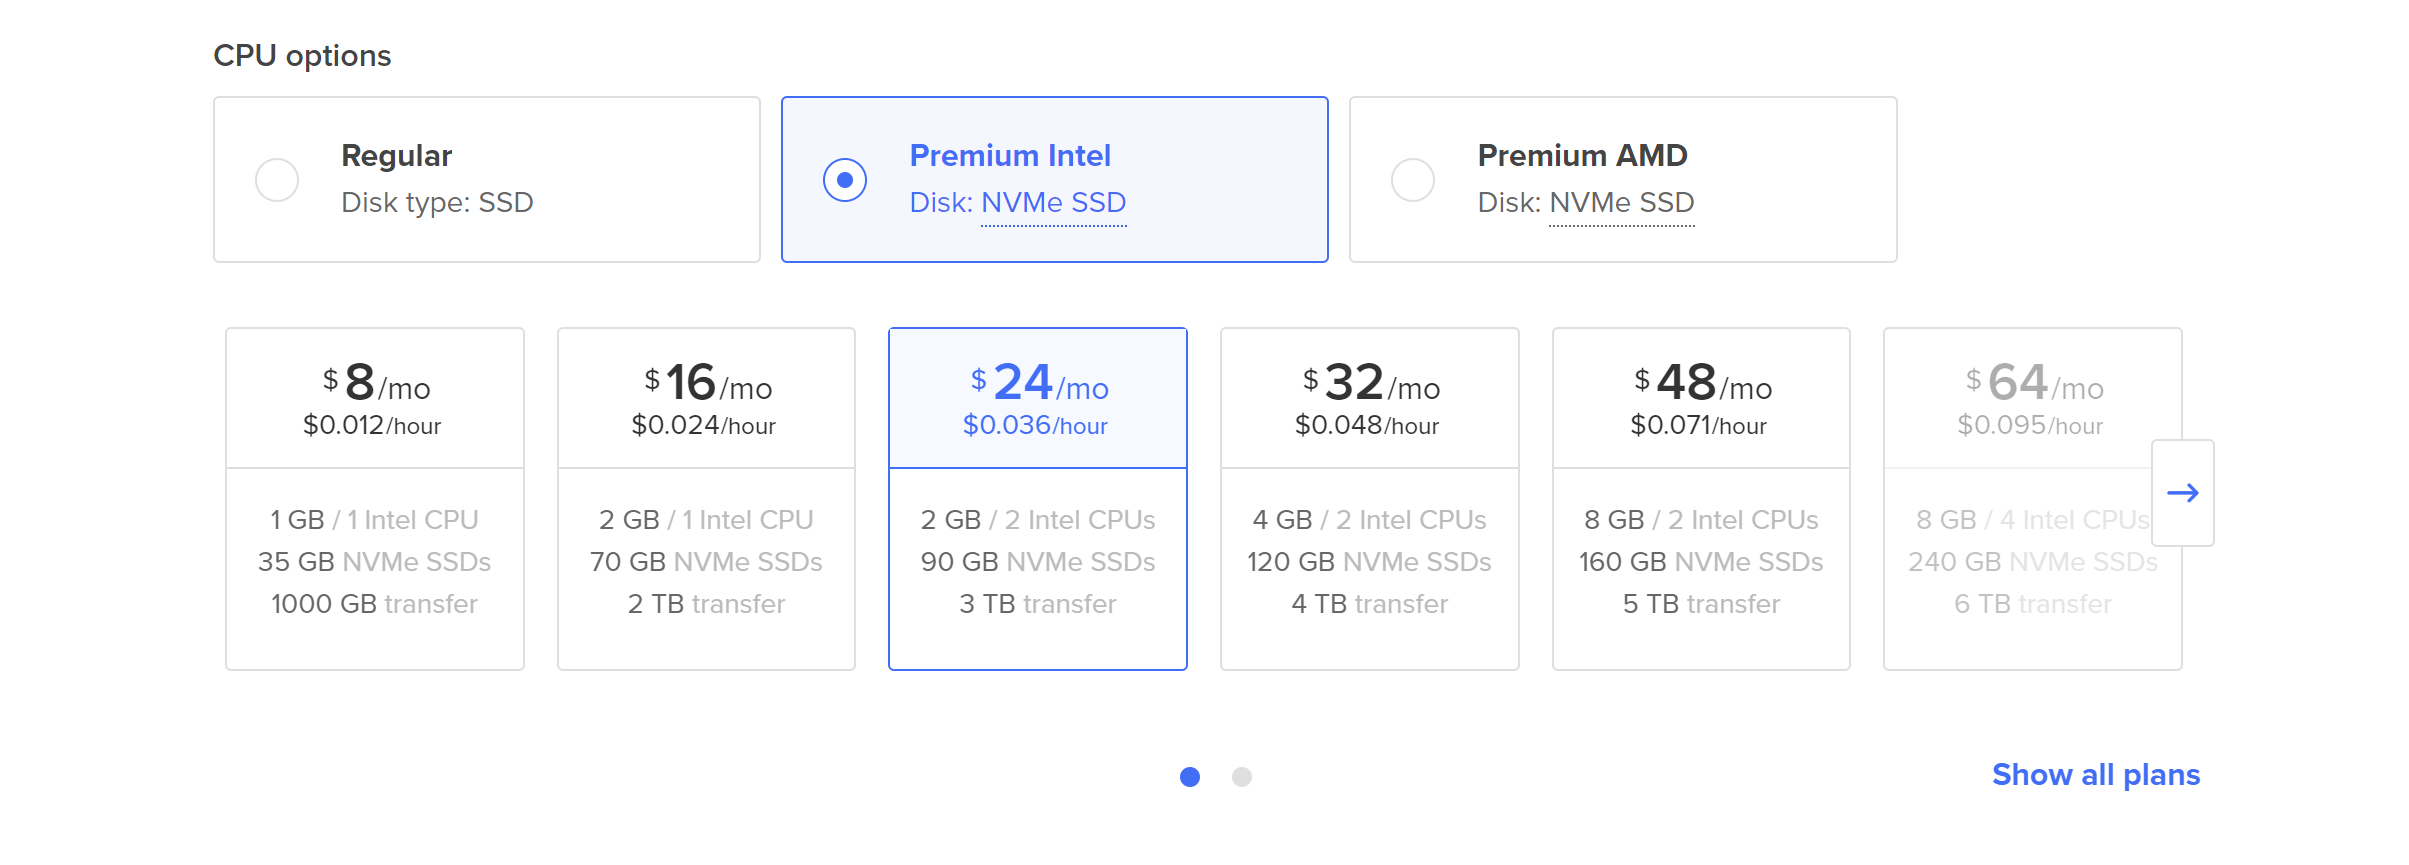 CPU options
Regular
Disk type: SSD
Premium Intel
Disk: NVMe SSD
Premium AMD
Disk: NVMe SSD
$8/mo
$0.012/hour
1 GB / 1 Intel CPU
35 GB NVMe SSDs
1000 GB transfer
$16/mo
$0.024/hour
2 GB / 1 Intel CPU
70 GB NVMe SSDs
2 TB transfer
$24/mo
$0.036/hour
2 GB / 2 Intel CPUs
90 GB NVMe SSDs
3 TB transfer
$32/mo
$0.048/hour
4 GB / 2 Intel CPUs
120 GB NVMe SSDs
4 TB transfer
$48/mo
$0.071/hour
8 GB / 2 Intel CPUs
160 GB NVMe SSDs
5 TB transfer
$64/mo
$0.095/hour
8 GB / 4 Intel CPUs
240 GB NVMe SSDs
6 TB transfer
Show all plans